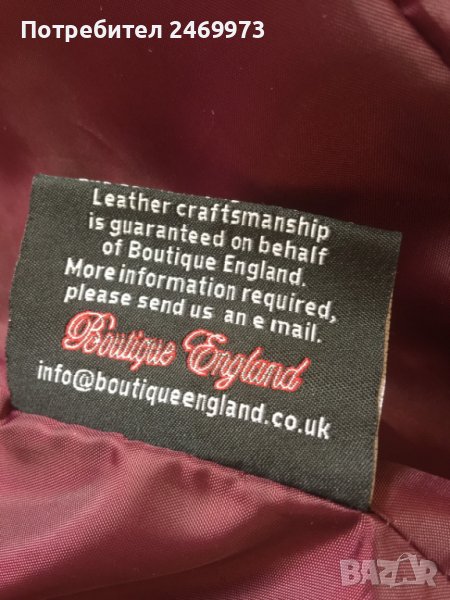 Потребител 2469973
Leather craftsmanship
is guaranteed on behalf
of Boutique England.
More information required,
please send us an e mail.
Boutique England
info@boutiqueengland.co.uk
BAZAR